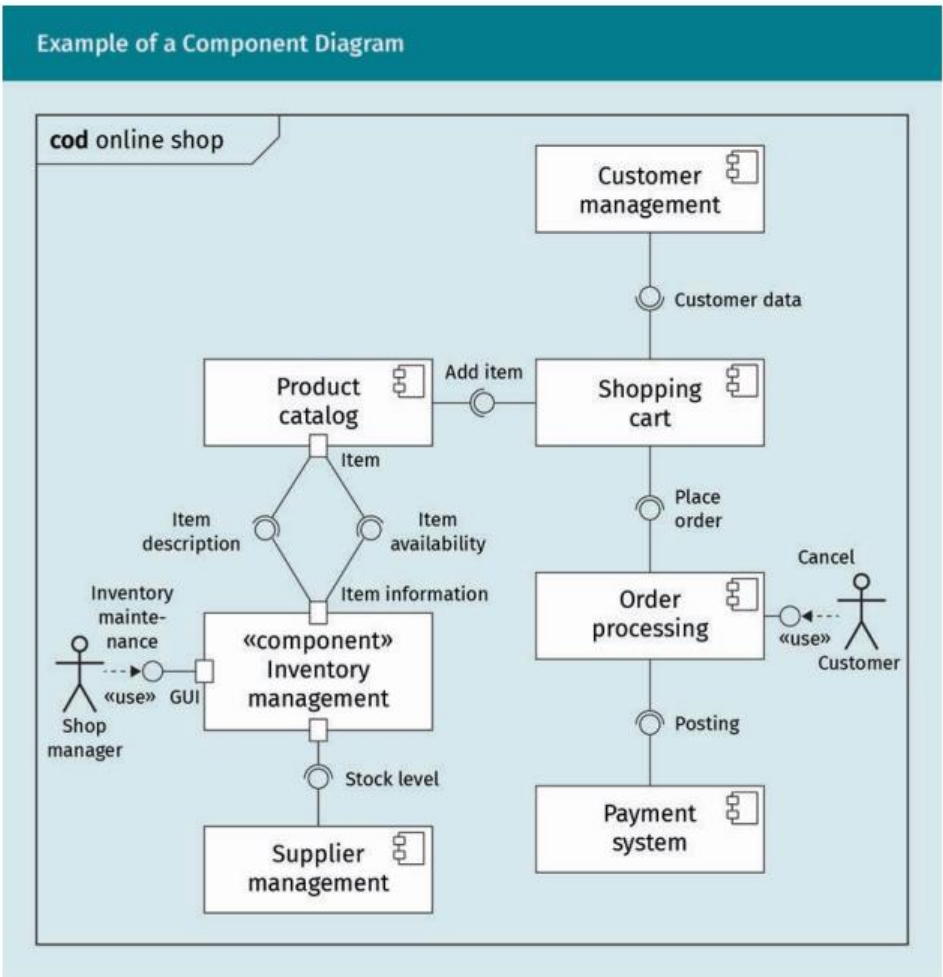 Example of a Component Diagram
cod online shop
Customer
management
Customer data
Product
catalog
Add item
Shopping
cart
Item
Item
description
Item
availability
Place
order
Item information
Inventory
mainte-
nance
«component»
Inventory
management
Order
processing
Cancel
«use»
Customer
«use»
GUI
Shop
manager
Posting
Stock level
Supplier
management
Payment
system